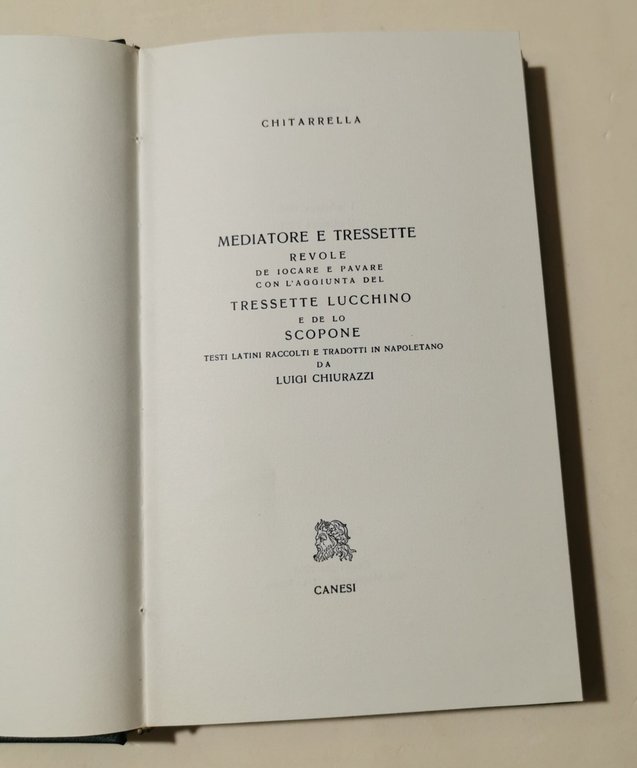 CHITARRELLA
MEDIATORE E TRESSETTE
REVOLE
DE IOCARE E PAVARE
CON L'AGGIUNTA DEL
TRESSETTE LUCCHINO
E DE LO
SCOPONE
TESTI LATINI RACCOLTI E TRADOTTI IN NAPOLETANO
DA
LUIGI CHIURAZZI
CANESI